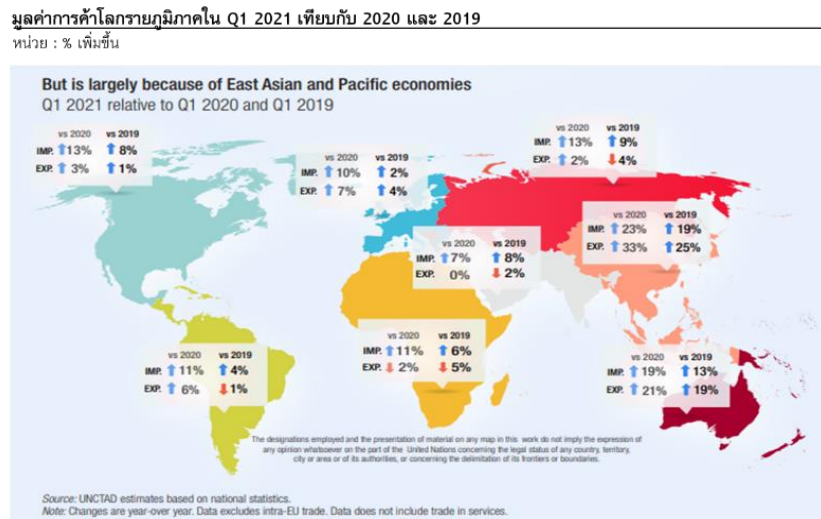 มูลค่าการค้าโลกรายภูมิภาคใน Q1 2021 เทียบกับ 2020 และ 2019
หน่วย : % เพิ่มขึ้น
But is largely because of East Asian and Pacific economies
Q1 2021 relative to Q1 2020 and Q1 2019
vs 2020 vs 2019
IMP. ⬆13% ⬆8%
EXP. ⬆3% ⬆1%
vs 2020 vs 2019
IMP. ⬆10% ⬆2%
EXP. ⬆7% ⬆4%
vs 2020 vs 2019
IMP. ⬆13% ⬆9%
EXP. ⬆2% ⬇4%
vs 2020 vs 2019
IMP. ⬆23% ⬆19%
EXP. ⬆33% ⬆25%
vs 2020 vs 2019
IMP. ⬆7% ⬆8%
EXP. 0% ⬇2%
vs 2020 vs 2019
IMP. ⬆11% ⬆4%
EXP. ⬆6% ⬇1%
vs 2020 vs 2019
IMP. ⬆11% ⬆6%
EXP. ⬇2% ⬇5%
vs 2020 vs 2019
IMP. ⬆19% ⬆13%
EXP. ⬆21% ⬆19%
The designations employed and the presentation of material on any map in this work do not imply the expression of
any opinion whatsoever on the part of the United Nations concerning the legal status of any country, territory,
city or area or of its authorities, or concerning the delimitation of its frontiers or boundaries.
Source: UNCTAD estimates based on national statistics.
Note: Changes are year-over year. Data excludes intra-EU trade. Data does not include trade in services.